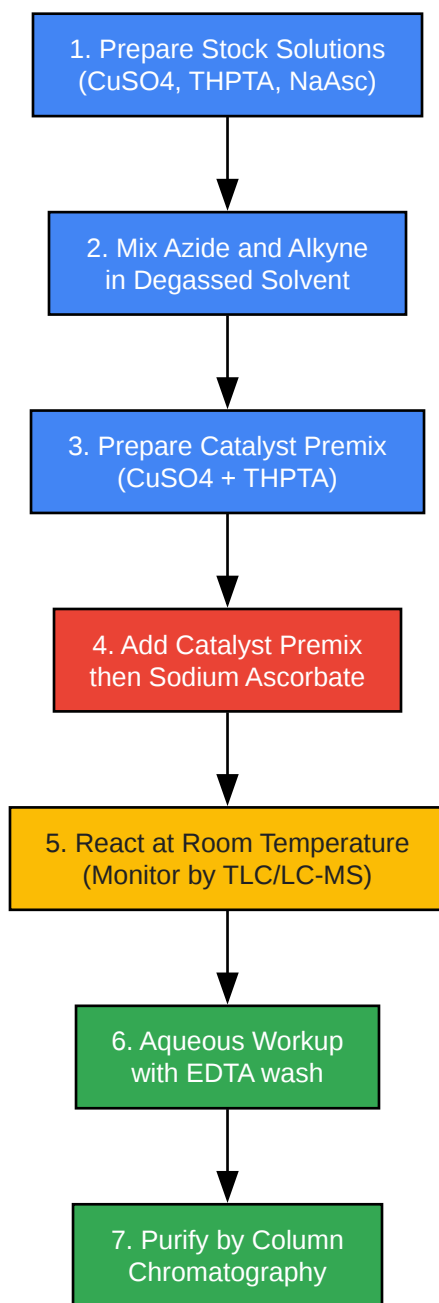 1. Prepare Stock Solutions
(CuSO4, THPTA, NaAsc)
2. Mix Azide and Alkyne
in Degassed Solvent
3. Prepare Catalyst Premix
(CuSO4 + THPTA)
4. Add Catalyst Premix
then Sodium Ascorbate
5. React at Room Temperature
(Monitor by TLC/LC-MS)
6. Aqueous Workup
with EDTA wash
7. Purify by Column
Chromatography